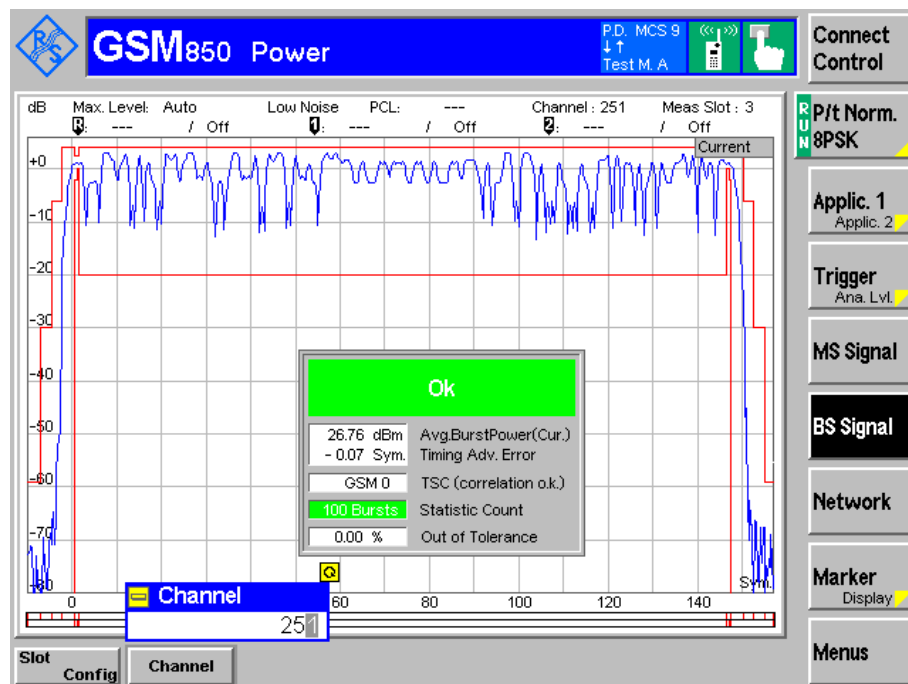 R S
GSM850 Power
P.D. MCS 9
↓ ↑
Test M. A
Connect
Control
dB Max. Level: Auto Low Noise PCL: --- Channel : 251 Meas Slot : 3
R: --- / Off 1: --- / Off 2: --- / Off
Current
RUN
P/t Norm.
8PSK
+0
-10
-20
-30
-40
-50
-60
-70
-80
Applic. 1
Applic. 2
Trigger
Ana. Lvl.
MS Signal
BS Signal
Network
Marker
Display
Menus
Ok
26.76 dBm Avg.BurstPower(Cur.)
- 0.07 Sym. Timing Adv. Error
GSM 0 TSC (correlation o.k.)
100 Bursts Statistic Count
0.00 % Out of Tolerance
Sym.
0 60 80 100 120 140
Channel
251
Slot
Config
Channel